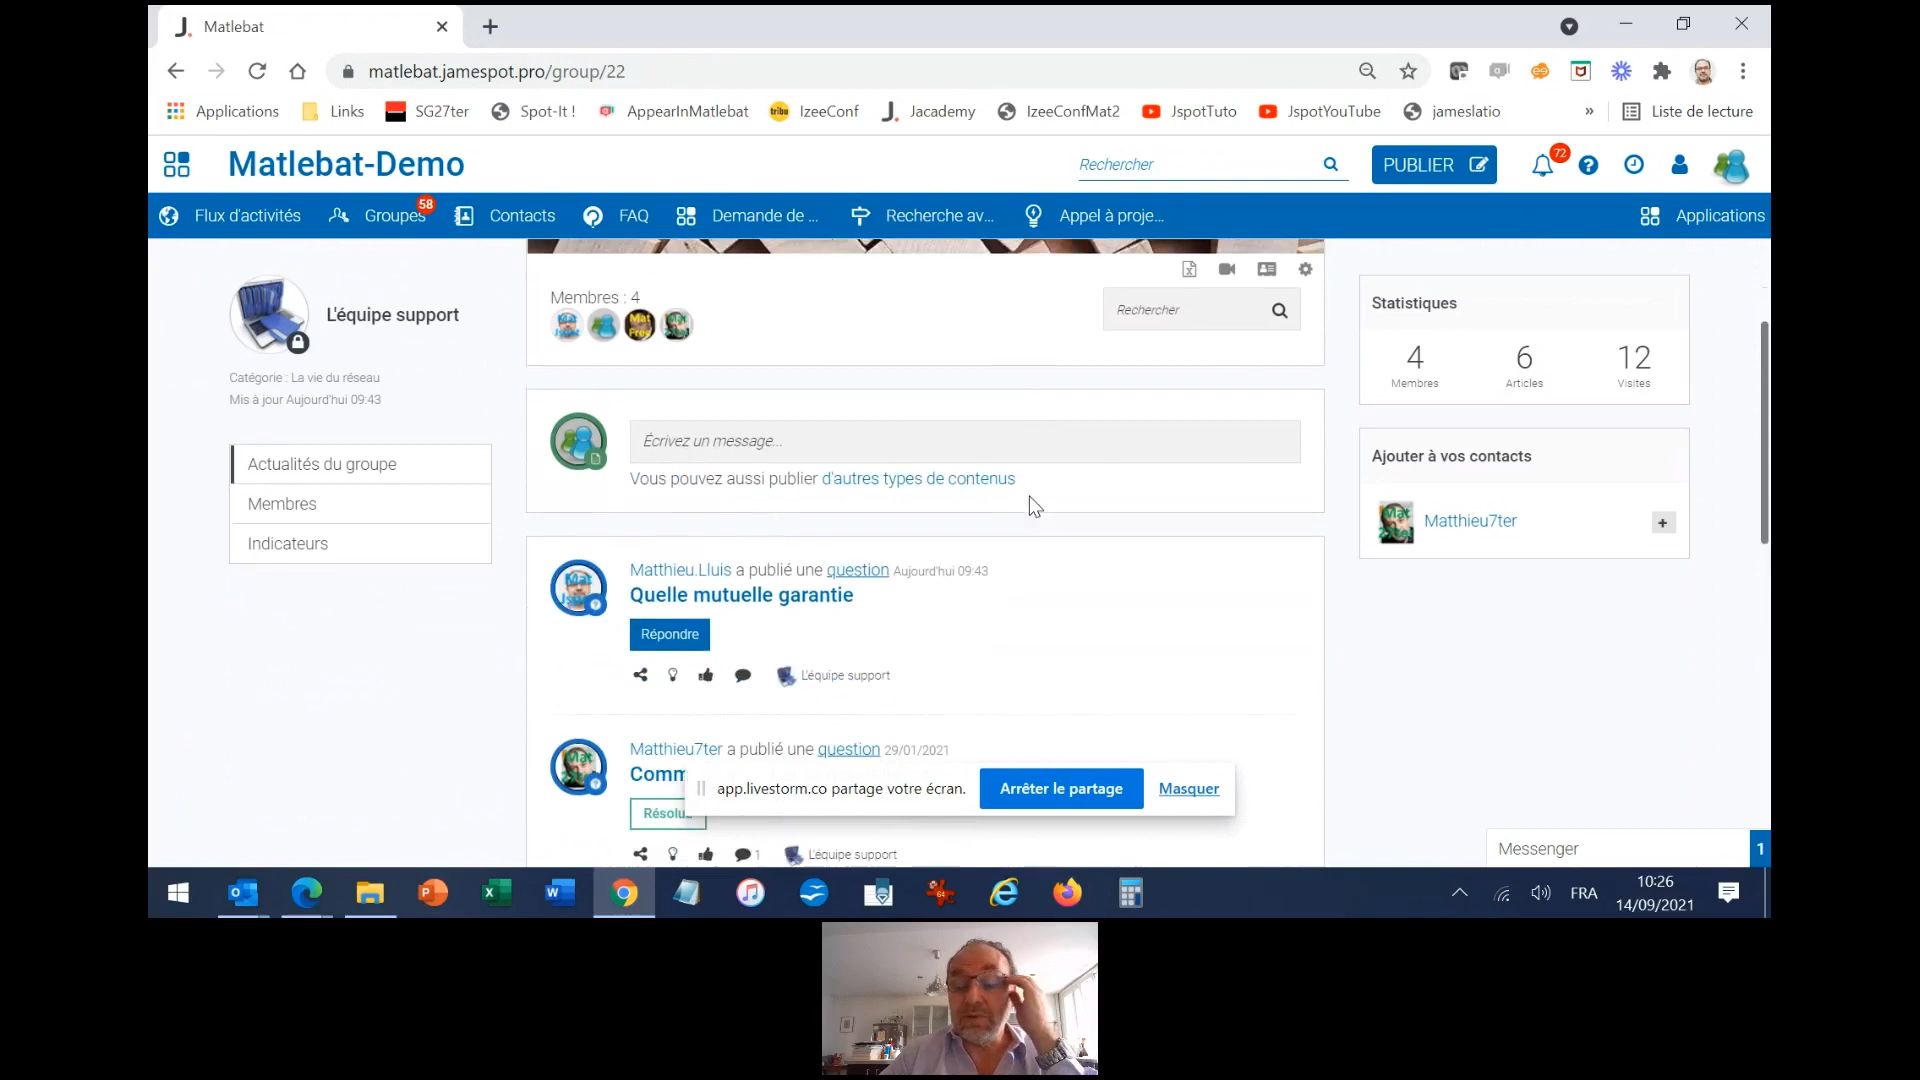 Matlebat
matlebat.jamespot.pro/group/22
Applications Links SG27ter Spot-It ! AppearInMatlebat IzeeConf Jacademy IzeeConfMat2 JspotTuto JspotYouTube jameslatio » Liste de lecture
Matlebat-Demo
Rechercher
PUBLIER
72
Flux d'activités Groupes 58 Contacts FAQ Demande de ... Recherche av... Appel à proje... Applications
L'équipe support
Catégorie : La vie du réseau
Mis à jour Aujourd'hui 09:43
Actualités du groupe
Membres
Indicateurs
Membres : 4
Rechercher
Écrivez un message...
Vous pouvez aussi publier d'autres types de contenus
Matthieu.Lluis a publié une question Aujourd'hui 09:43
Quelle mutuelle garantie
Répondre
L'équipe support
Matthieu7ter a publié une question 29/01/2021
Comm
Résolu
1 L'équipe support
app.livestorm.co partage votre écran. Arrêter le partage Masquer
Statistiques
4 6 12
Membres Articles Visites
Ajouter à vos contacts
Matthieu7ter
Messenger 1
FRA
10:26
14/09/2021